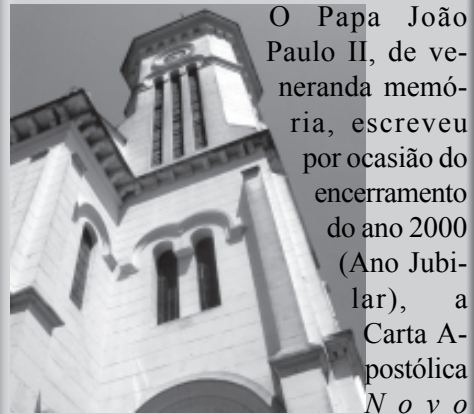 O Papa João
Paulo II, de ve-
neranda memó-
ria, escreveu
por ocasião do
encerramento
do ano 2000
(Ano Jubi-
lar), a
Carta A-
postólica
Novo